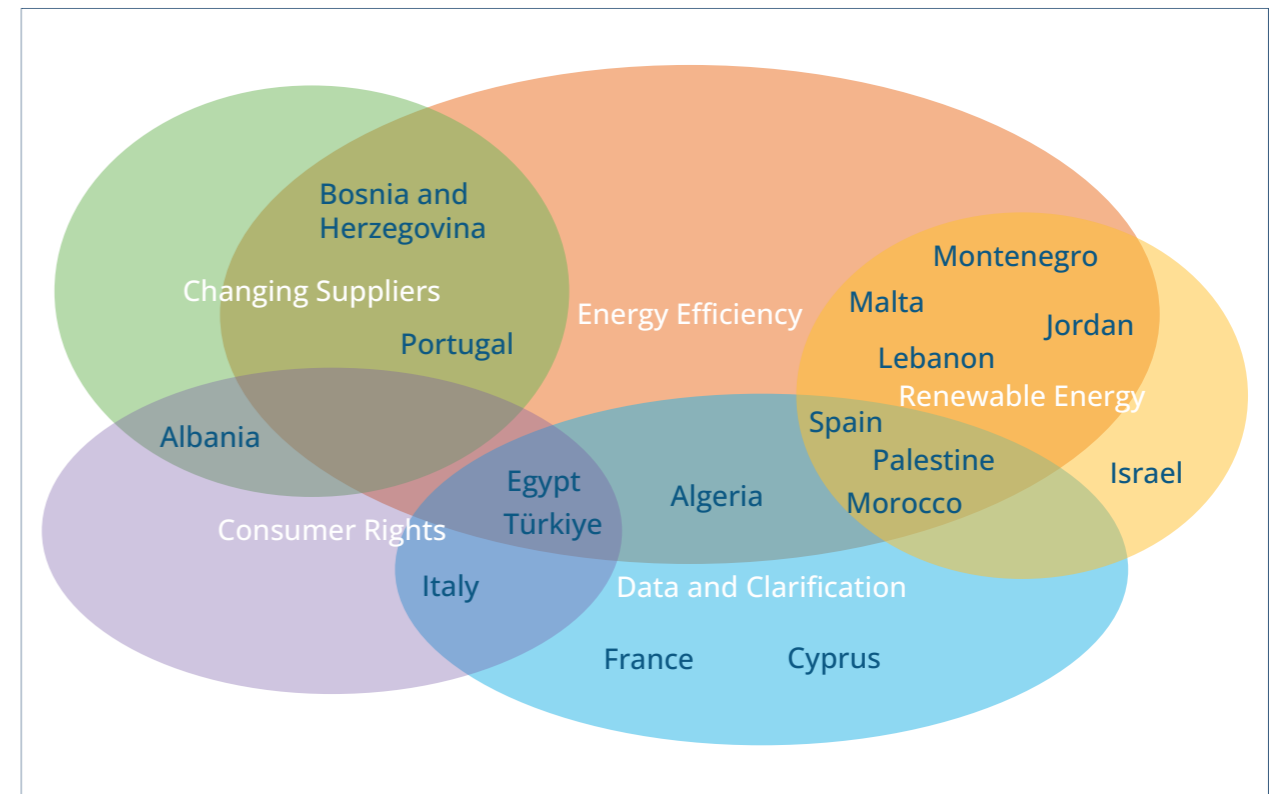 Bosnia and
Herzegovina
Changing Suppliers
Portugal
Energy Efficiency
Montenegro
Malta
Jordan
Lebanon
Renewable Energy
Spain
Palestine
Morocco
Israel
Albania
Consumer Rights
Egypt
Türkiye
Italy
Algeria
Data and Clarification
France
Cyprus